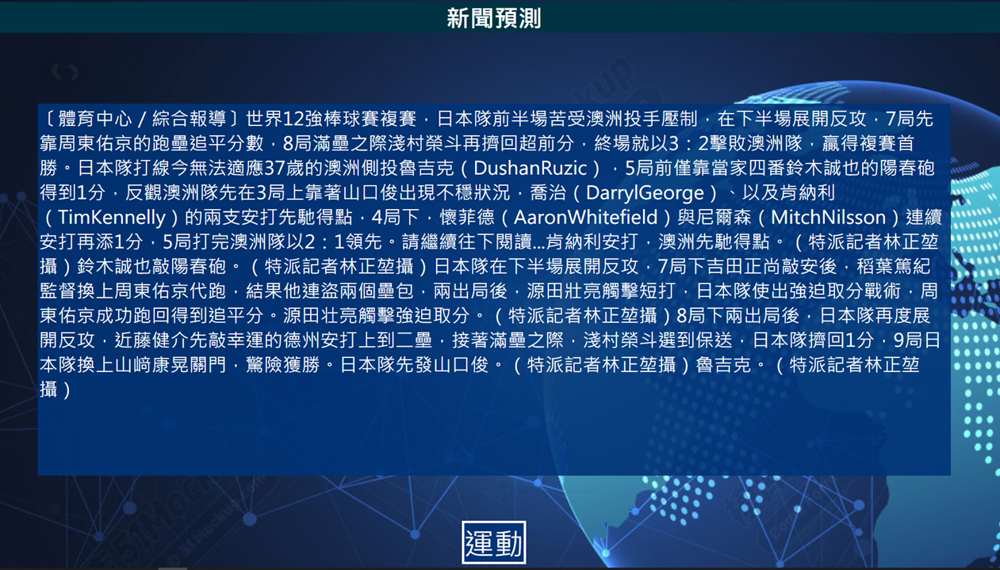 新聞預測
〔體育中心/綜合報導〕世界12強棒球賽複賽，日本隊前半場苦受澳洲投手壓制，在下半場展開反攻，7局先
靠周東佑京的跑壘追平分數，8局滿壘之際淺村榮斗再擠回超前分，終場就以3：2擊敗澳洲隊，贏得複賽首
勝。日本隊打線今無法適應37歲的澳洲側投魯吉克（DushanRuzic），5局前僅靠當家四番鈴木誠也的陽春砲
得到1分，反觀澳洲隊先在3局上靠著山口俊出現不穩狀況，喬治（DarrylGeorge）、以及肯納利
（TimKennelly）的兩支安打先馳得點，4局下，懷菲德（AaronWhitefield）與尼爾森（MitchNilsson）連續
安打再添1分，5局打完澳洲隊以2：1領先。請繼續往下閱讀...肯納利安打，澳洲先馳得點。（特派記者林正堃
攝）鈴木誠也敲陽春砲。（特派記者林正堃攝）日本隊在下半場展開反攻，7局下吉田正尚敲安後，稻葉篤紀
監督換上周東佑京代跑，結果他連盜兩個壘包，兩出局後，源田壯亮觸擊短打，日本隊使出強迫取分戰術，周
東佑京成功跑回得到追平分。源田壯亮觸擊強迫取分。（特派記者林正堃攝）8局下兩出局後，日本隊再度展
開反攻，近藤健介先敲幸運的德州安打上到二壘，接著滿壘之際，淺村榮斗選到保送，日本隊擠回1分，9局日
本隊換上山﨑康晃關門，驚險獲勝。日本隊先發山口俊。（特派記者林正堃攝）魯吉克。（特派記者林正堃
攝）
運動